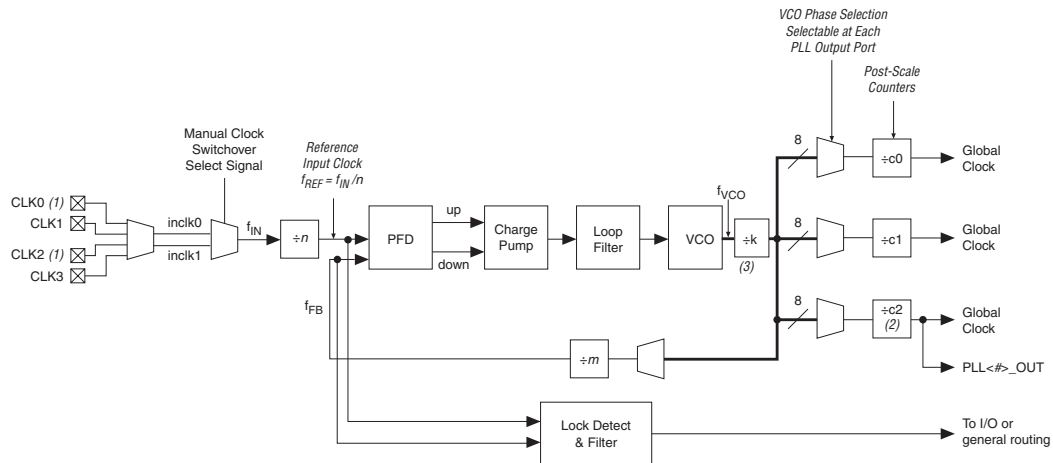 VCO Phase Selection
Selectable at Each
PLL Output Port
Post-Scale
Counters
Manual Clock
Switchover
Select Signal
Reference
Input Clock
fREF = fIN /n
8
÷c0
Global
Clock
CLK0 (1)
CLK1
CLK2 (1)
CLK3
inclk0
inclk1
fIN
÷n
PFD
up
down
Charge
Pump
Loop
Filter
VCO
fVCO
÷k
(3)
8
÷c1
Global
Clock
fFB
8
÷c2
(2)
Global
Clock
PLL<#>_OUT
÷m
Lock Detect
& Filter
To I/O or
general routing